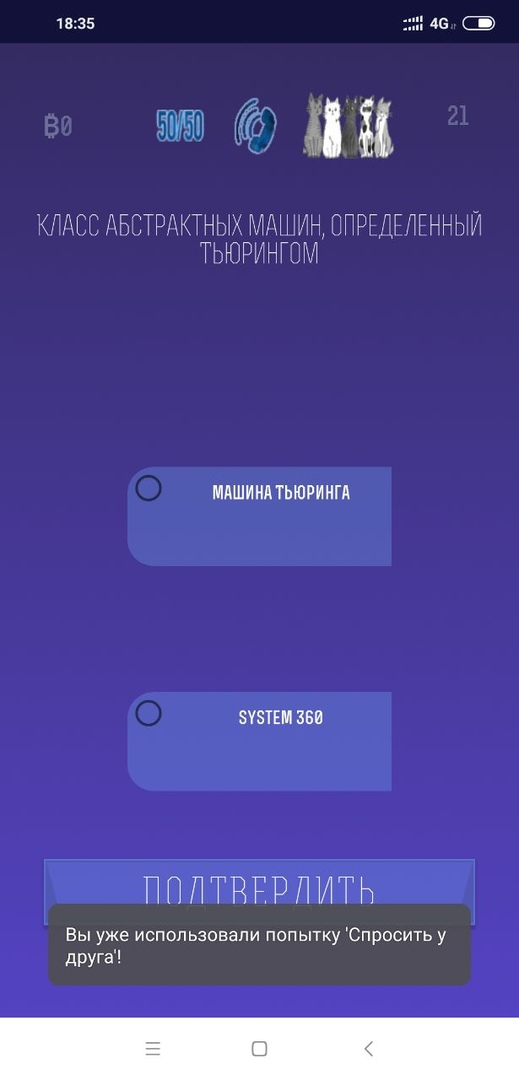 18:35
4G
₿0
50/50
21
КЛАСС АБСТРАКТНЫХ МАШИН, ОПРЕДЕЛЕННЫЙ
ТЬЮРИНГОМ
МАШИНА ТЬЮРИНГА
SYSTEM 360
ПОДТВЕРДИТЬ
Вы уже использовали попытку 'Спросить у
друга'!